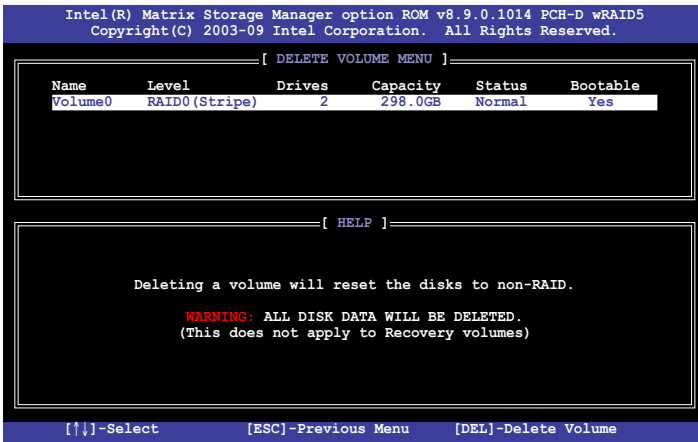 Intel(R) Matrix Storage Manager option ROM v8.9.0.1014 PCH-D wRAID5
Copyright(C) 2003-09 Intel Corporation. All Rights Reserved.
[ DELETE VOLUME MENU ]
Name Level Drives Capacity Status Bootable
Volume0 RAID0(Stripe) 2 298.0GB Normal Yes
[ HELP ]
Deleting a volume will reset the disks to non-RAID.
WARNING: ALL DISK DATA WILL BE DELETED.
(This does not apply to Recovery volumes)
[↑↓]-Select [ESC]-Previous Menu [DEL]-Delete Volume